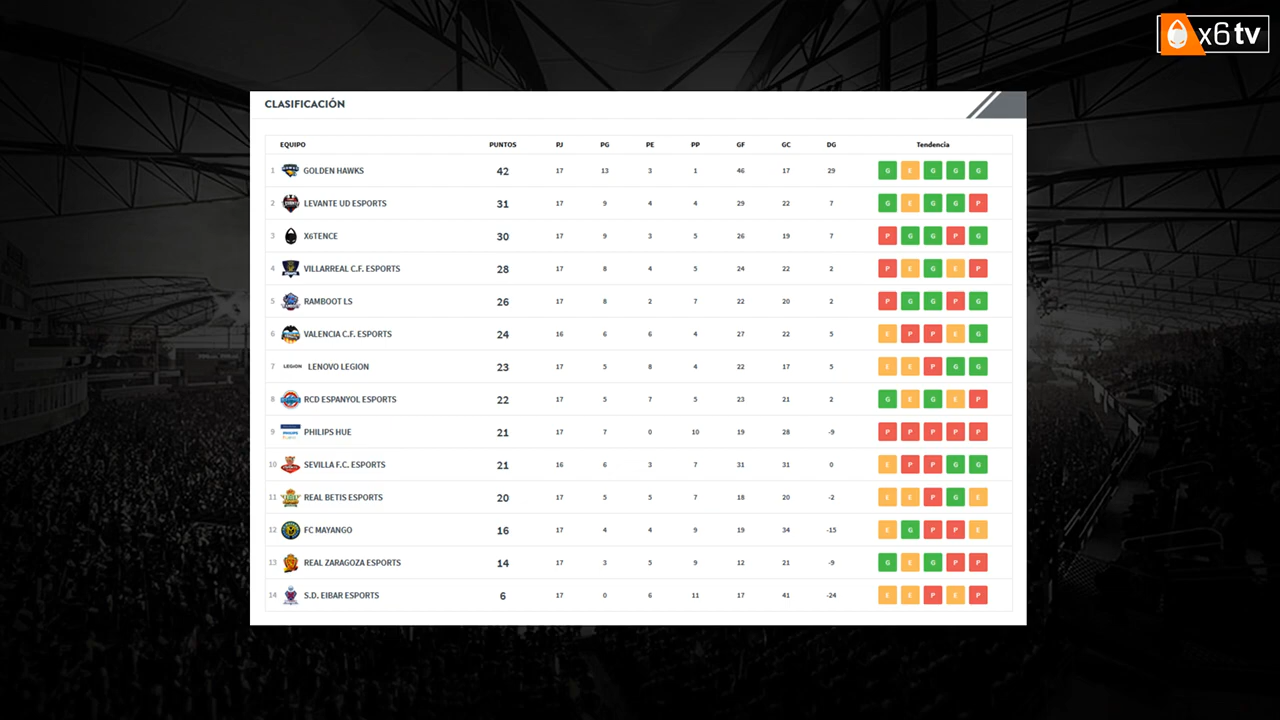 x6tv
CLASIFICACIÓN
EQUIPO PUNTOS PJ PG PE PP GF GC DG Tendencia
1 GOLDEN HAWKS 42 17 13 3 1 46 17 29 G E G G G
2 LEVANTE UD ESPORTS 31 17 9 4 4 29 22 7 G E G G P
3 X6TENCE 30 17 9 3 5 26 19 7 P G G P G
4 VILLARREAL C.F. ESPORTS 28 17 8 4 5 24 22 2 P E G E P
5 RAMBOOT LS 26 17 8 2 7 22 20 2 P G G P G
6 VALENCIA C.F. ESPORTS 24 16 6 6 4 27 22 5 E P P E G
7 LEGION LENOVO LEGION 23 17 5 8 4 22 17 5 E E P G G
8 RCD ESPANYOL ESPORTS 22 17 5 7 5 23 21 2 G E G E P
9 PHILIPS HUE 21 17 7 0 10 19 28 -9 P P P P P
10 SEVILLA F.C. ESPORTS 21 16 6 3 7 31 31 0 E P P G G
11 REAL BETIS ESPORTS 20 17 5 5 7 18 20 -2 E E P G E
12 FC MAYANGO 16 17 4 4 9 19 34 -15 E G P P E
13 REAL ZARAGOZA ESPORTS 14 17 3 5 9 12 21 -9 G E G P P
14 S.D. EIBAR ESPORTS 6 17 0 6 11 17 41 -24 E E P E P